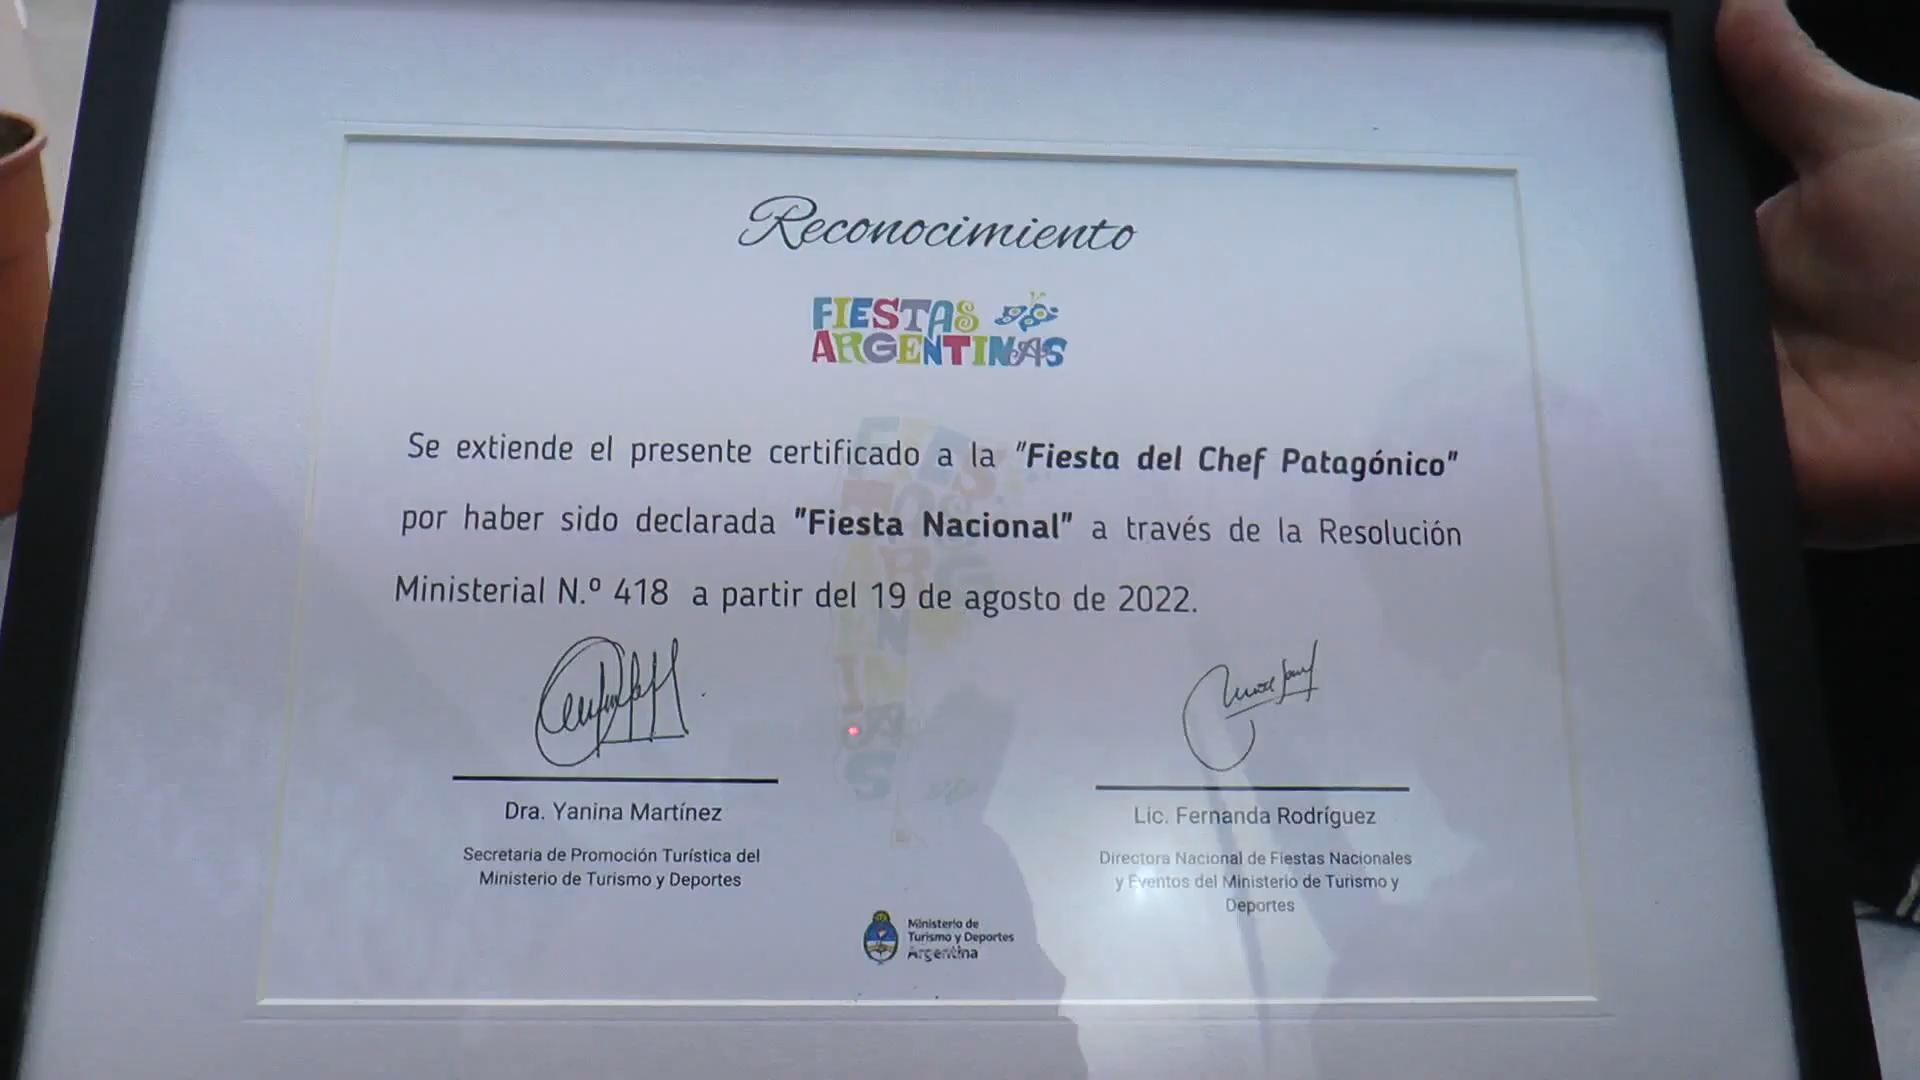 Reconocimiento
FIESTAS
ARGENTINAS
Se extiende el presente certificado a la "Fiesta del Chef Patagónico"
por haber sido declarada "Fiesta Nacional" a través de la Resolución
Ministerial N.º 418 a partir del 19 de agosto de 2022.
Dra. Yanina Martínez
Secretaria de Promoción Turística del
Ministerio de Turismo y Deportes
Lic. Fernanda Rodríguez
Directora Nacional de Fiestas Nacionales
y Eventos del Ministerio de Turismo y
Deportes
Ministerio de
Turismo y Deportes
Argentina